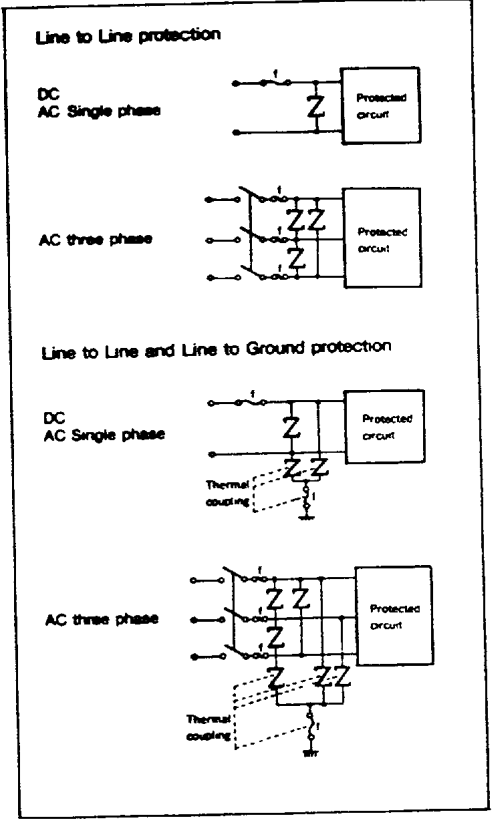 Line to Line protection
DC
AC Single phase
f
Protected
circuit
AC three phase
f
f
f
Protected
circuit
Line to Line and Line to Ground protection
DC
AC Single phase
f
Protected
circuit
Thermal
coupling
f
AC three phase
f
f
f
Protected
circuit
Thermal
coupling
f